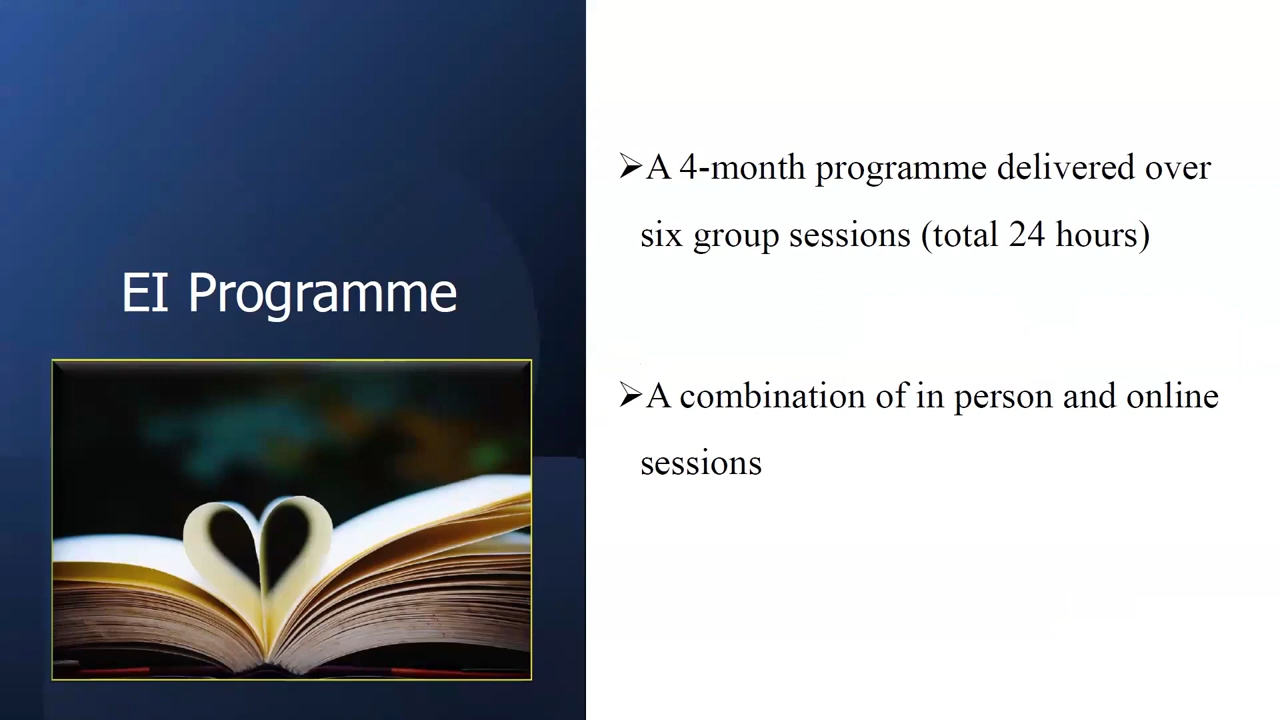 EI Programme
➢A 4-month programme delivered over
six group sessions (total 24 hours)
➢A combination of in person and online
sessions